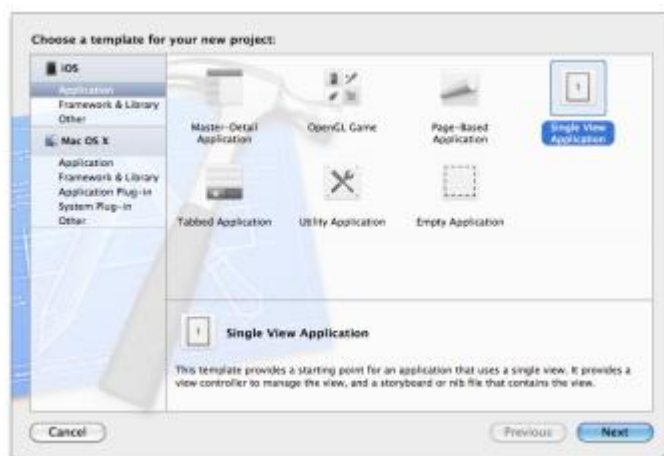 Choose a template for your new project:
iOS
Application
Framework & Library
Other
Mac OS X
Application
Framework & Library
Application Plug-in
System Plug-in
Other
Master-Detail
Application
OpenGL Game
Page-Based
Application
Single View
Application
Tabbed Application
Utility Application
Empty Application
1
1
Single View Application
This template provides a starting point for an application that uses a single view. It provides a
view controller to manage the view, and a storyboard or nib file that contains the view.
Cancel
Previous
Next